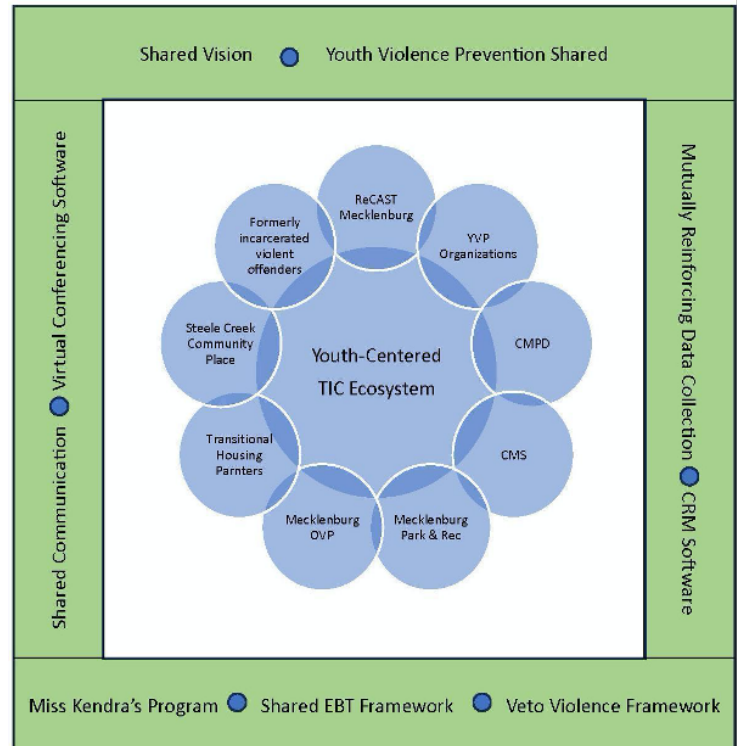 Shared Vision ● Youth Violence Prevention Shared
Shared Communication ● Virtual Conferencing Software
ReCAST
Mecklenburg
YVP
Organizations
CMPD
CMS
Mecklenburg
Park & Rec
Mecklenburg
OVP
Transitional
Housing
Parnters
Steele Creek
Community
Place
Formerly
incarcerated
violent
offenders
Youth-Centered
TIC Ecosystem
Mutually Reinforcing Data Collection ● CRM Software
Miss Kendra's Program ● Shared EBT Framework ● Veto Violence Framework